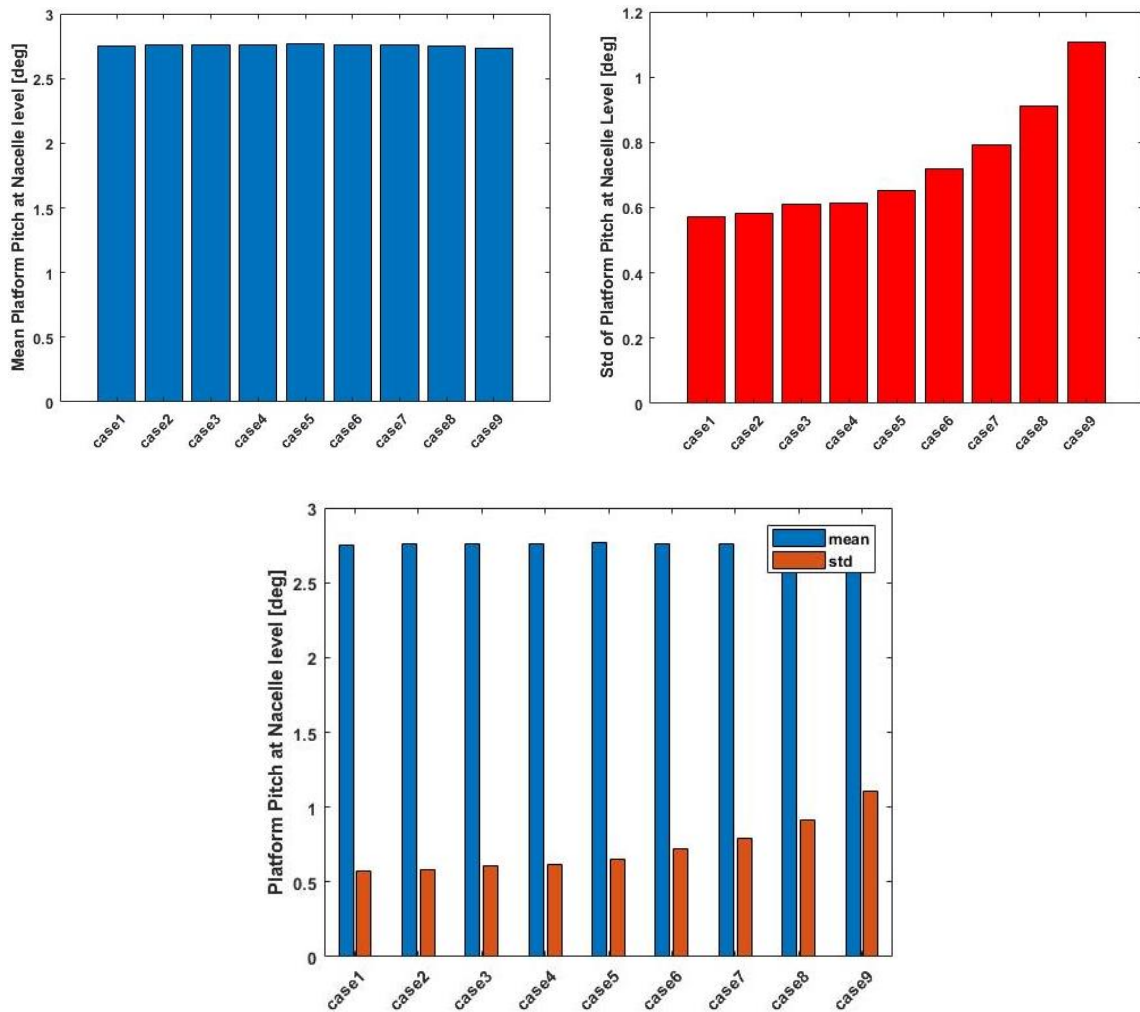 Mean Platform Pitch at Nacelle level [deg]
3
2.5
2
1.5
1
0.5
0
case1
case2
case3
case4
case5
case6
case7
case8
case9
Std of Platform Pitch at Nacelle Level [deg]
1.2
1
0.8
0.6
0.4
0.2
0
case1
case2
case3
case4
case5
case6
case7
case8
case9
Platform Pitch at Nacelle level [deg]
3
2.5
2
1.5
1
0.5
0
mean
std
case1
case2
case3
case4
case5
case6
case7
case8
case9